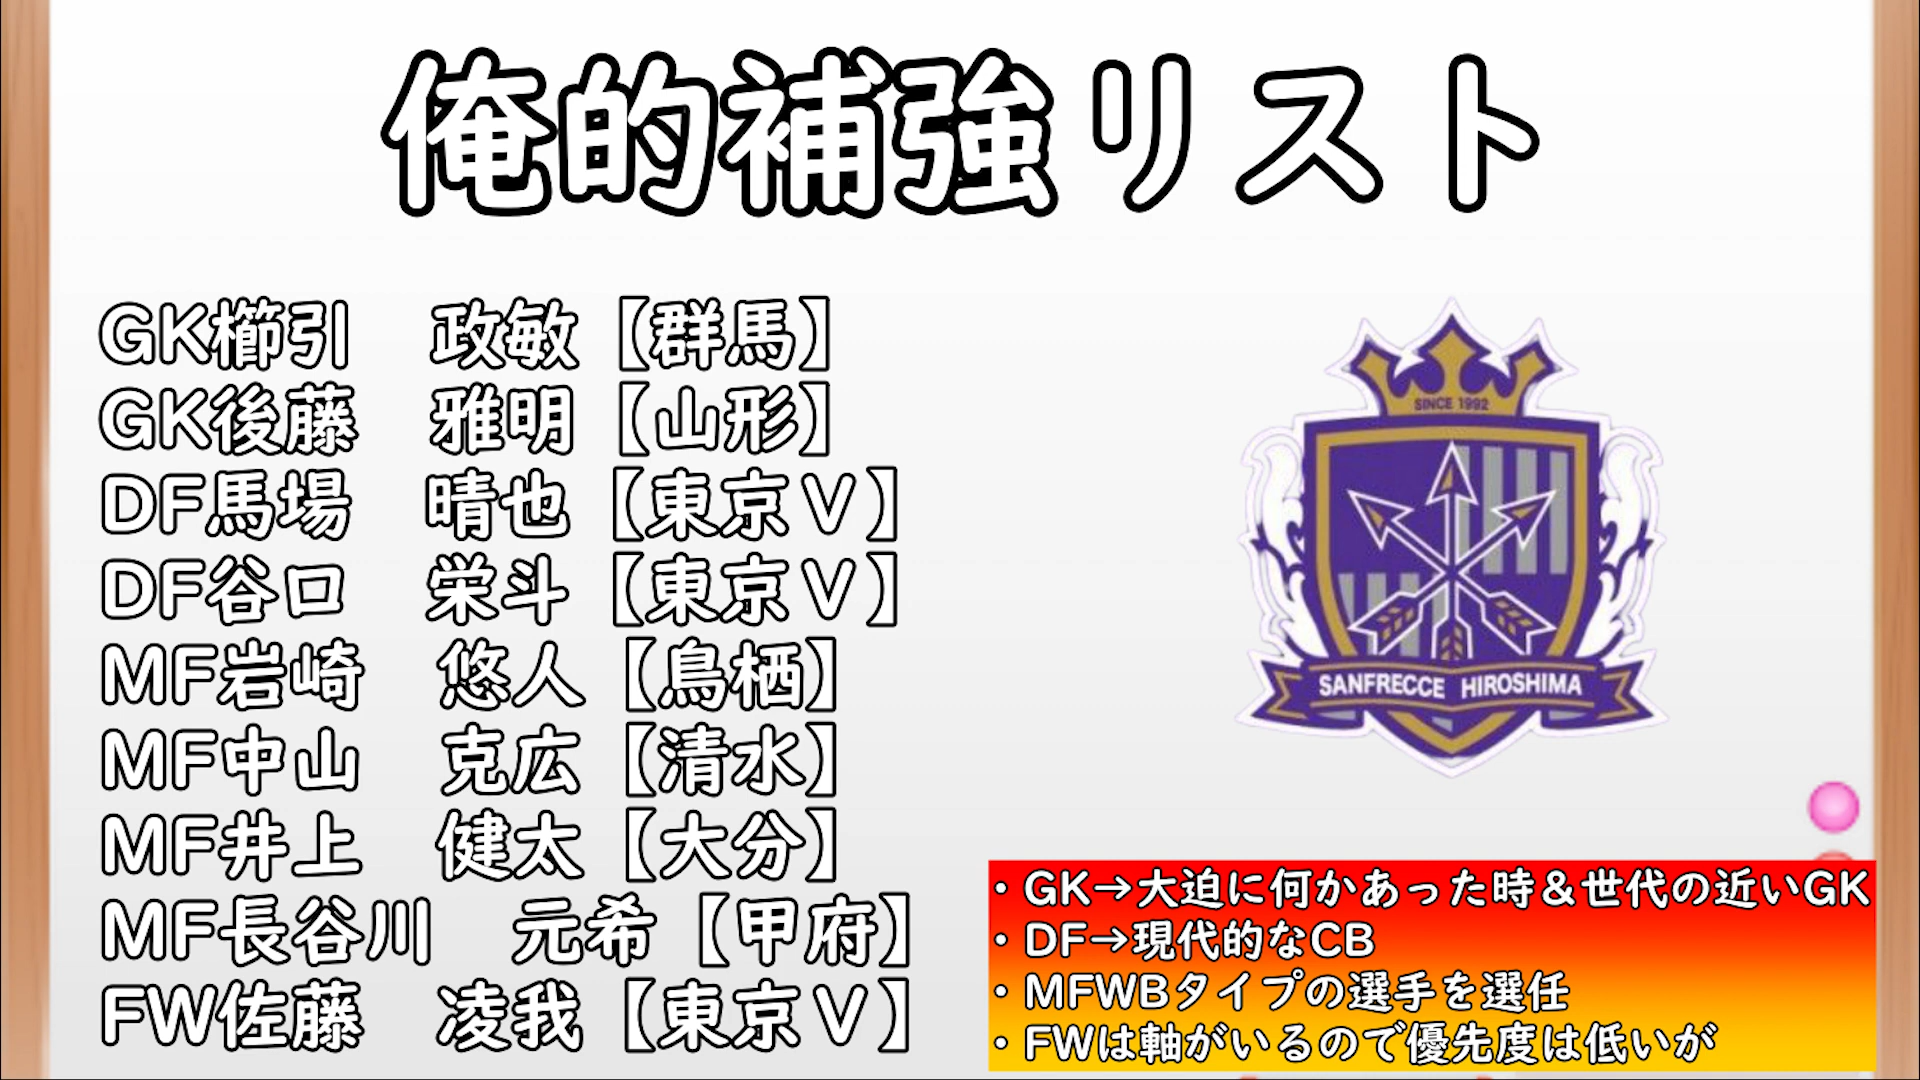 俺的補強リスト
GK櫛引　政敏【群馬】
GK後藤　雅明【山形】
DF馬場　晴也【東京Ⅴ】
DF谷口　栄斗【東京Ⅴ】
MF岩崎　悠人【鳥栖】
MF中山　克広【清水】
MF井上　健太【大分】
MF長谷川　元希【甲府】
FW佐藤　凌我【東京Ⅴ】
SINCE 1992
SANFRECCE HIROSHIMA
・GK→大迫に何かあった時＆世代の近いGK
・DF→現代的なCB
・MFWBタイプの選手を選任
・FWは軸がいるので優先度は低いが